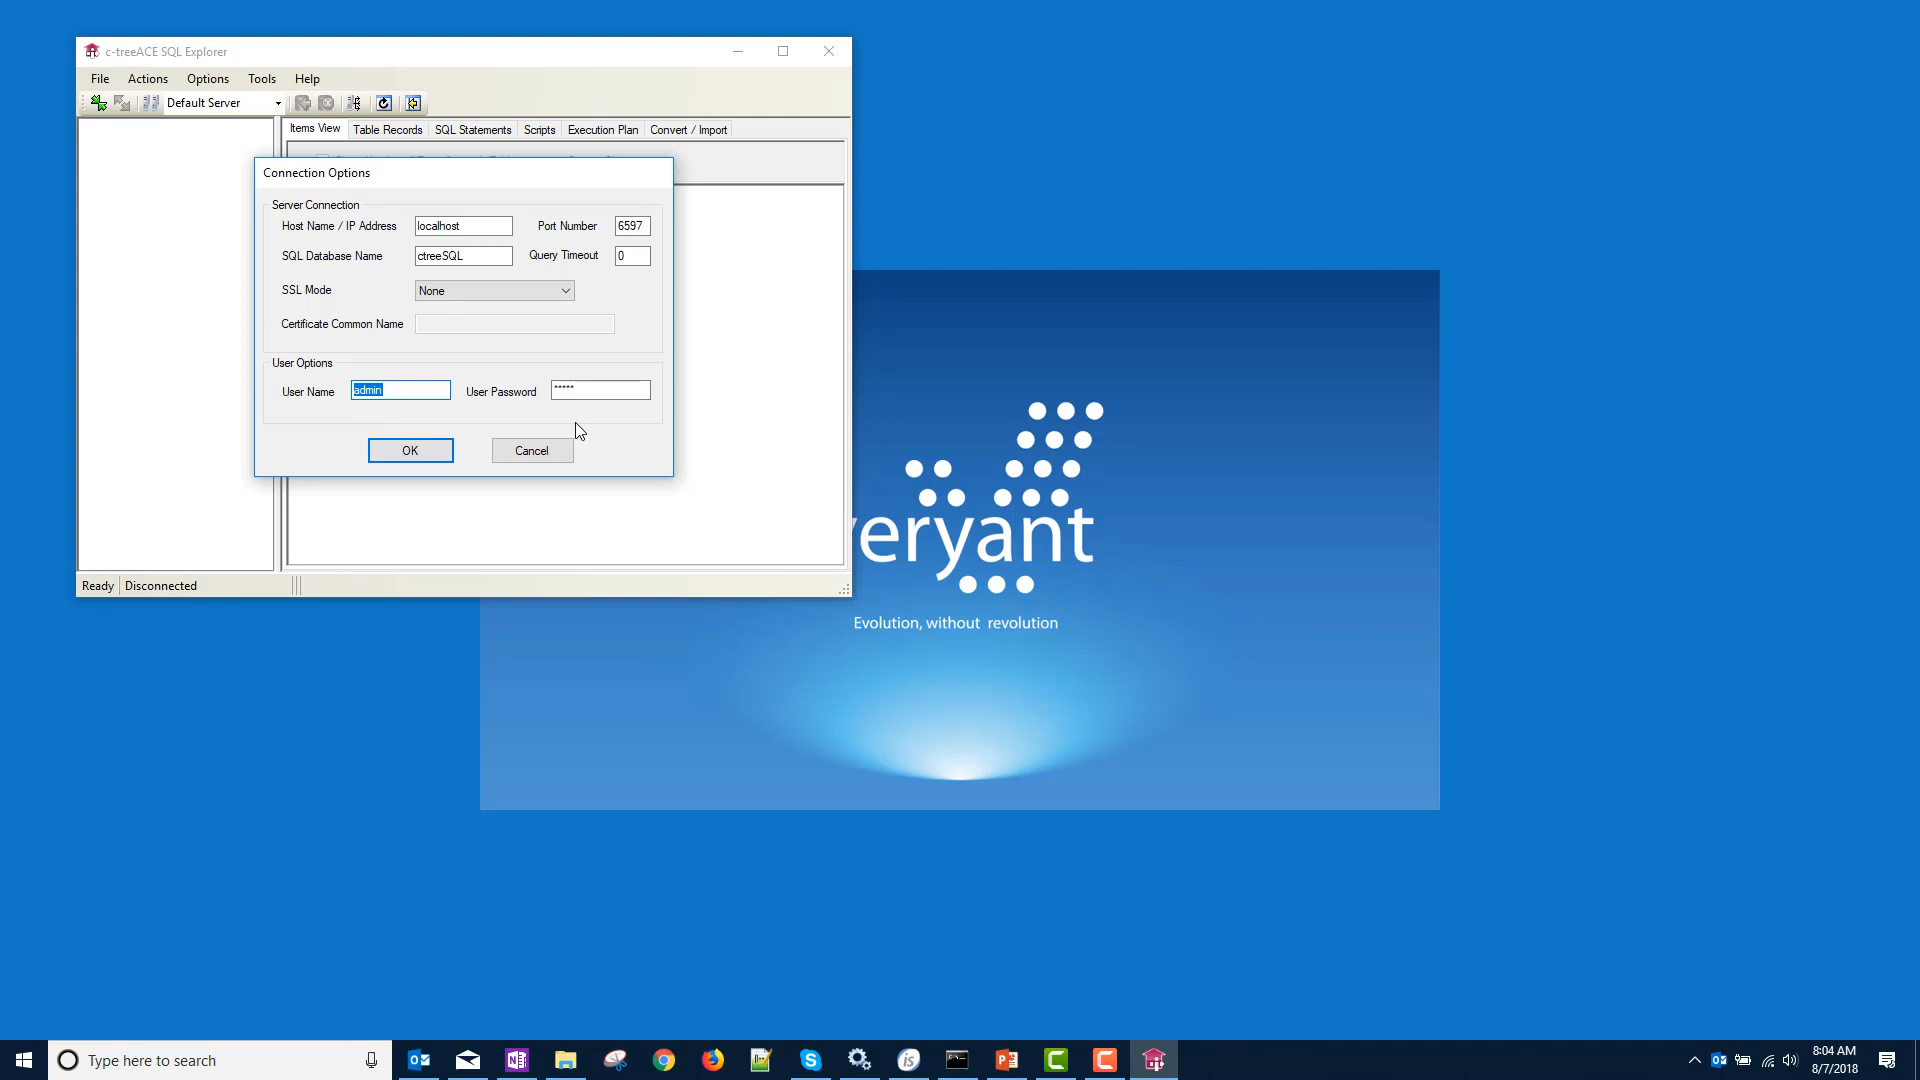 c-treeACE SQL Explorer
File Actions Options Tools Help
Default Server
Items View Table Records SQL Statements Scripts Execution Plan Convert / Import
Connection Options
Server Connection
Host Name / IP Address localhost Port Number 6597
SQL Database Name ctreeSQL Query Timeout 0
SSL Mode None
Certificate Common Name
User Options
User Name admin User Password *****
OK Cancel
Ready Disconnected
veryant
Evolution, without revolution
Type here to search
8:04 AM
8/7/2018